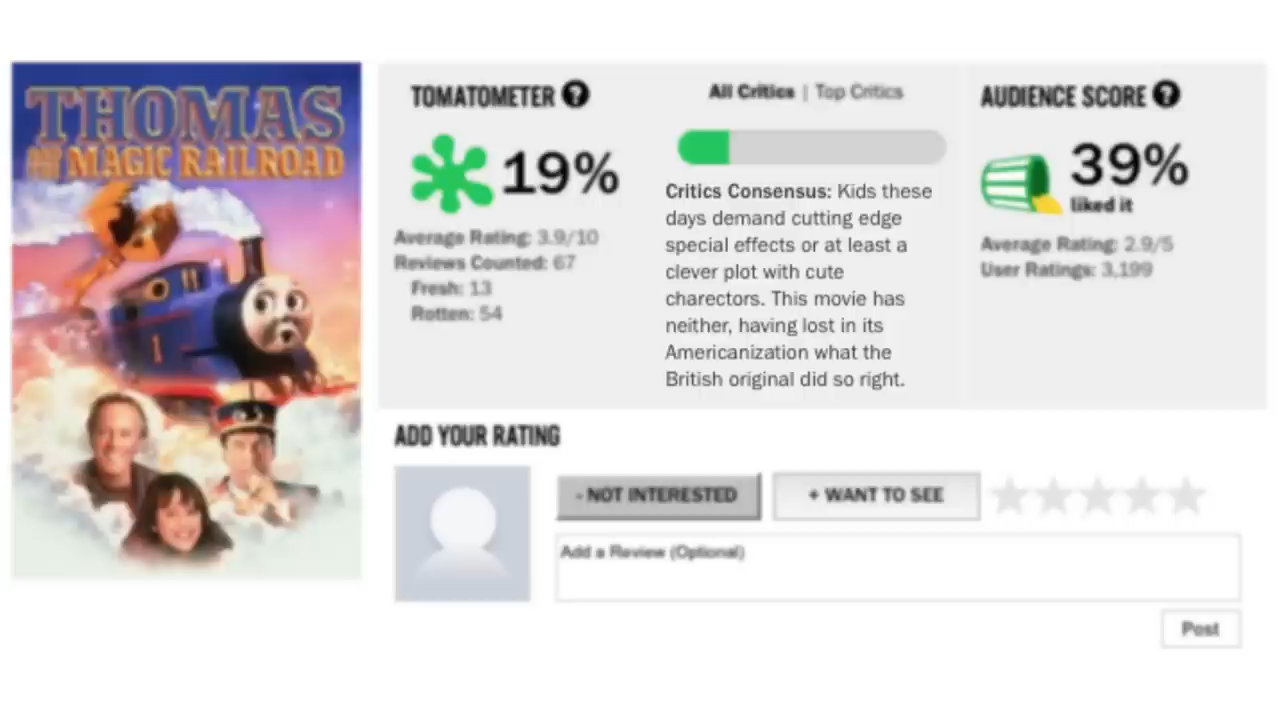 THOMAS
AND THE MAGIC RAILROAD
1
TOMATOMETER ?
19%
Average Rating: 3.9/10
Reviews Counted: 67
Fresh: 13
Rotten: 54
All Critics | Top Critics
Critics Consensus: Kids these
days demand cutting edge
special effects or at least a
clever plot with cute
charectors. This movie has
neither, having lost in its
Americanization what the
British original did so right.
AUDIENCE SCORE ?
39%
liked it
Average Rating: 2.9/5
User Ratings: 3,199
ADD YOUR RATING
- NOT INTERESTED
+ WANT TO SEE
Add a Review (Optional)
Post